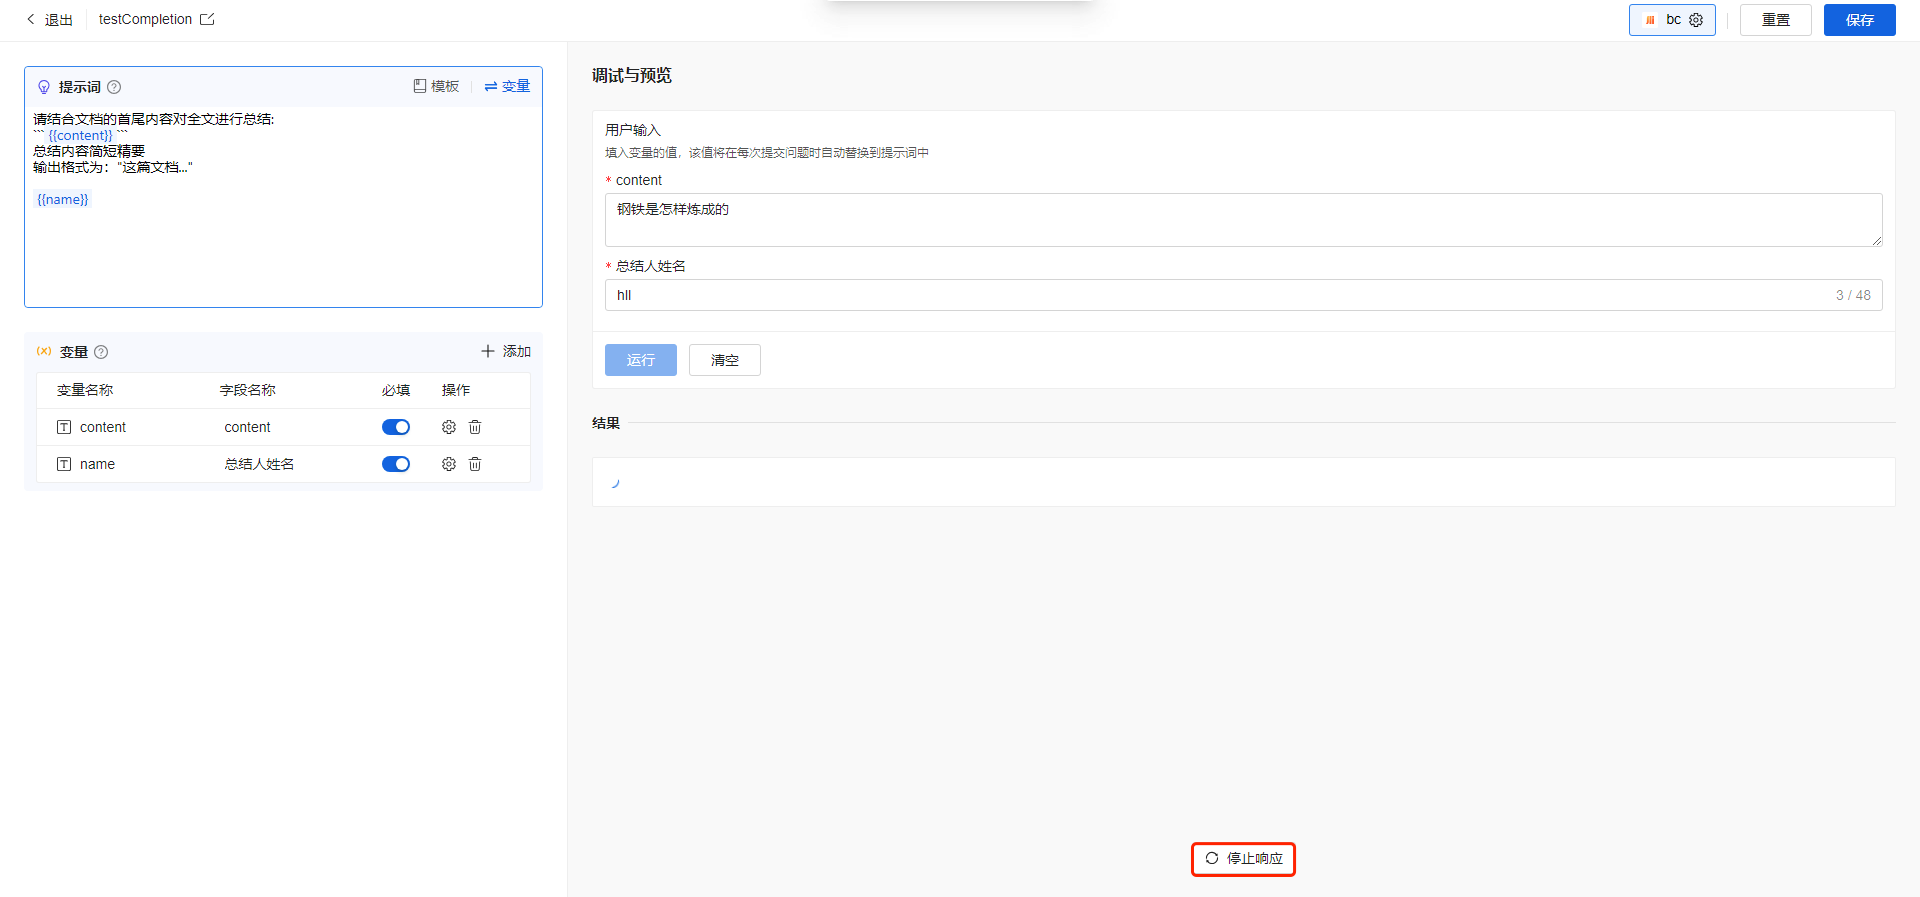 退出
testCompletion
bc
重置
保存
提示词
模板
变量
请结合文档的首尾内容对全文进行总结:
``` {{content}} ```
总结内容简短精要
输出格式为："这篇文档..."
{{name}}
变量
添加
变量名称 字段名称 必填 操作
content content
name 总结人姓名
调试与预览
用户输入
填入变量的值，该值将在每次提交问题时自动替换到提示词中
* content
钢铁是怎样炼成的
* 总结人姓名
hll 3 / 48
运行 清空
结果
停止响应